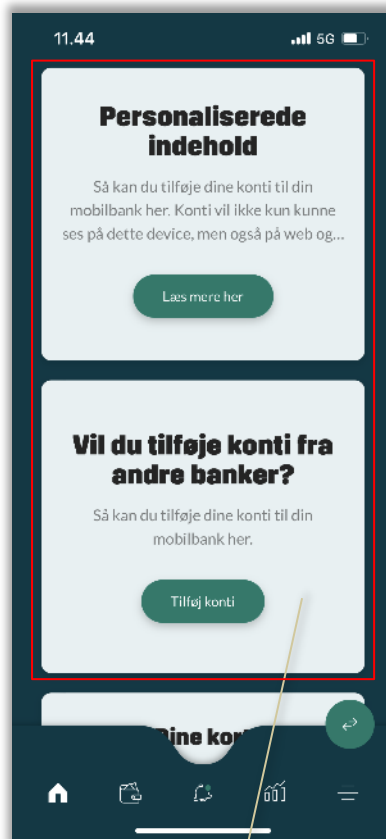 11.44
5G
Personaliserede
indehold
Så kan du tilføje dine konti til din
mobilbank her. Konti vil ikke kun kunne
ses på dette device, men også på web og...
Læs mere her
Vil du tilføje konti fra
andre banker?
Så kan du tilføje dine konti til din
mobilbank her.
Tilføj konti